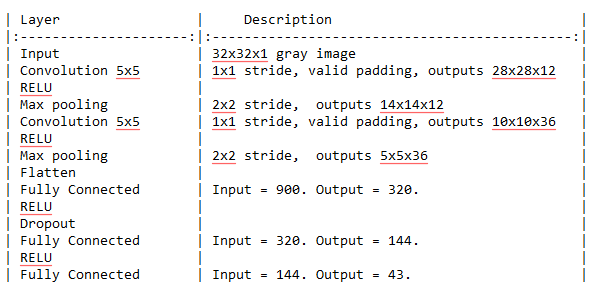 | Layer | Description |
|:---------------------:|:---------------------------------------------:|
| Input | 32x32x1 gray image |
| Convolution 5x5 | 1x1 stride, valid padding, outputs 28x28x12 |
| RELU | |
| Max pooling | 2x2 stride, outputs 14x14x12 |
| Convolution 5x5 | 1x1 stride, valid padding, outputs 10x10x36 |
| RELU | |
| Max pooling | 2x2 stride, outputs 5x5x36 |
| Flatten | |
| Fully Connected | Input = 900. Output = 320. |
| RELU | |
| Dropout | |
| Fully Connected | Input = 320. Output = 144. |
| RELU | |
| Fully Connected | Input = 144. Output = 43. |